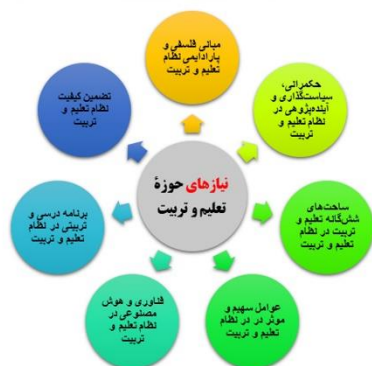 مبانی فلسفی و
پارادایمی نظام
تعلیم و تربیت
حکمرانی،
سیاست‌گذاری و
آینده‌پژوهی در
نظام تعلیم و
تربیت
ساحت‌های
شش‌گانه تعلیم و
تربیت در نظام
تعلیم و تربیت
عوامل سهیم و
موثر در در نظام
تعلیم و تربیت
فناوری و هوش
مصنوعی در
نظام تعلیم و
تربیت
برنامه درسی و
تربیتی در نظام
تعلیم و تربیت
تضمین کیفیت
نظام تعلیم و
تربیت
نیازهای حوزهٔ
تعلیم و تربیت